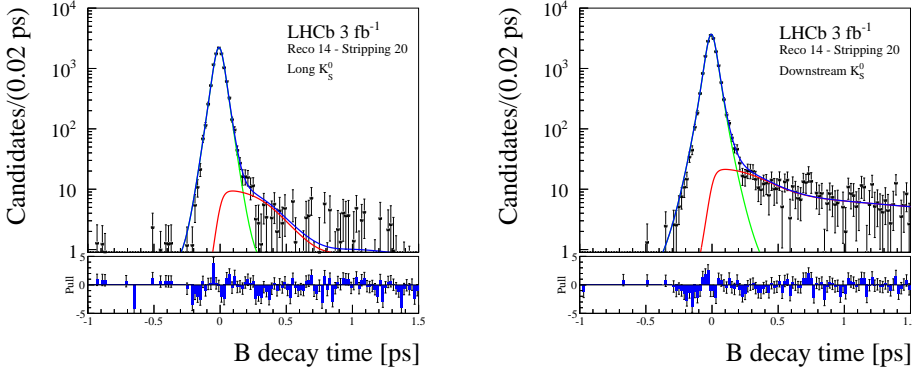 Candidates/(0.02 ps)
10⁴
10³
10²
10
1
LHCb 3 fb⁻¹
Reco 14 - Stripping 20
Long K⁰S
Pull
5
0
-5
-1 -0.5 0 0.5 1 1.5
B decay time [ps]
Candidates/(0.02 ps)
10⁴
10³
10²
10
1
LHCb 3 fb⁻¹
Reco 14 - Stripping 20
Downstream K⁰S
Pull
5
0
-5
-1 -0.5 0 0.5 1 1.5
B decay time [ps]